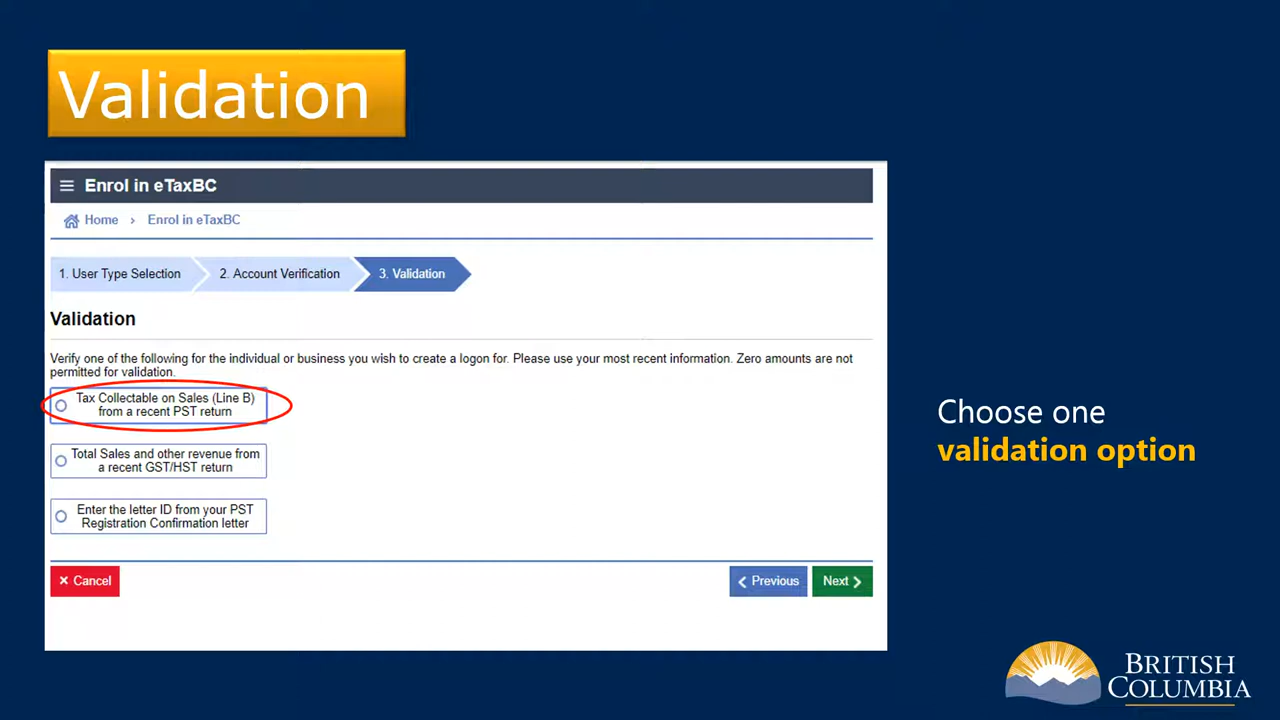 Validation
Enrol in eTaxBC
Home > Enrol in eTaxBC
1. User Type Selection 2. Account Verification 3. Validation
Validation
Verify one of the following for the individual or business you wish to create a logon for. Please use your most recent information. Zero amounts are not
permitted for validation.
Tax Collectable on Sales (Line B)
from a recent PST return
Total Sales and other revenue from
a recent GST/HST return
Enter the letter ID from your PST
Registration Confirmation letter
Cancel Previous Next
Choose one
validation option
BRITISH
COLUMBIA